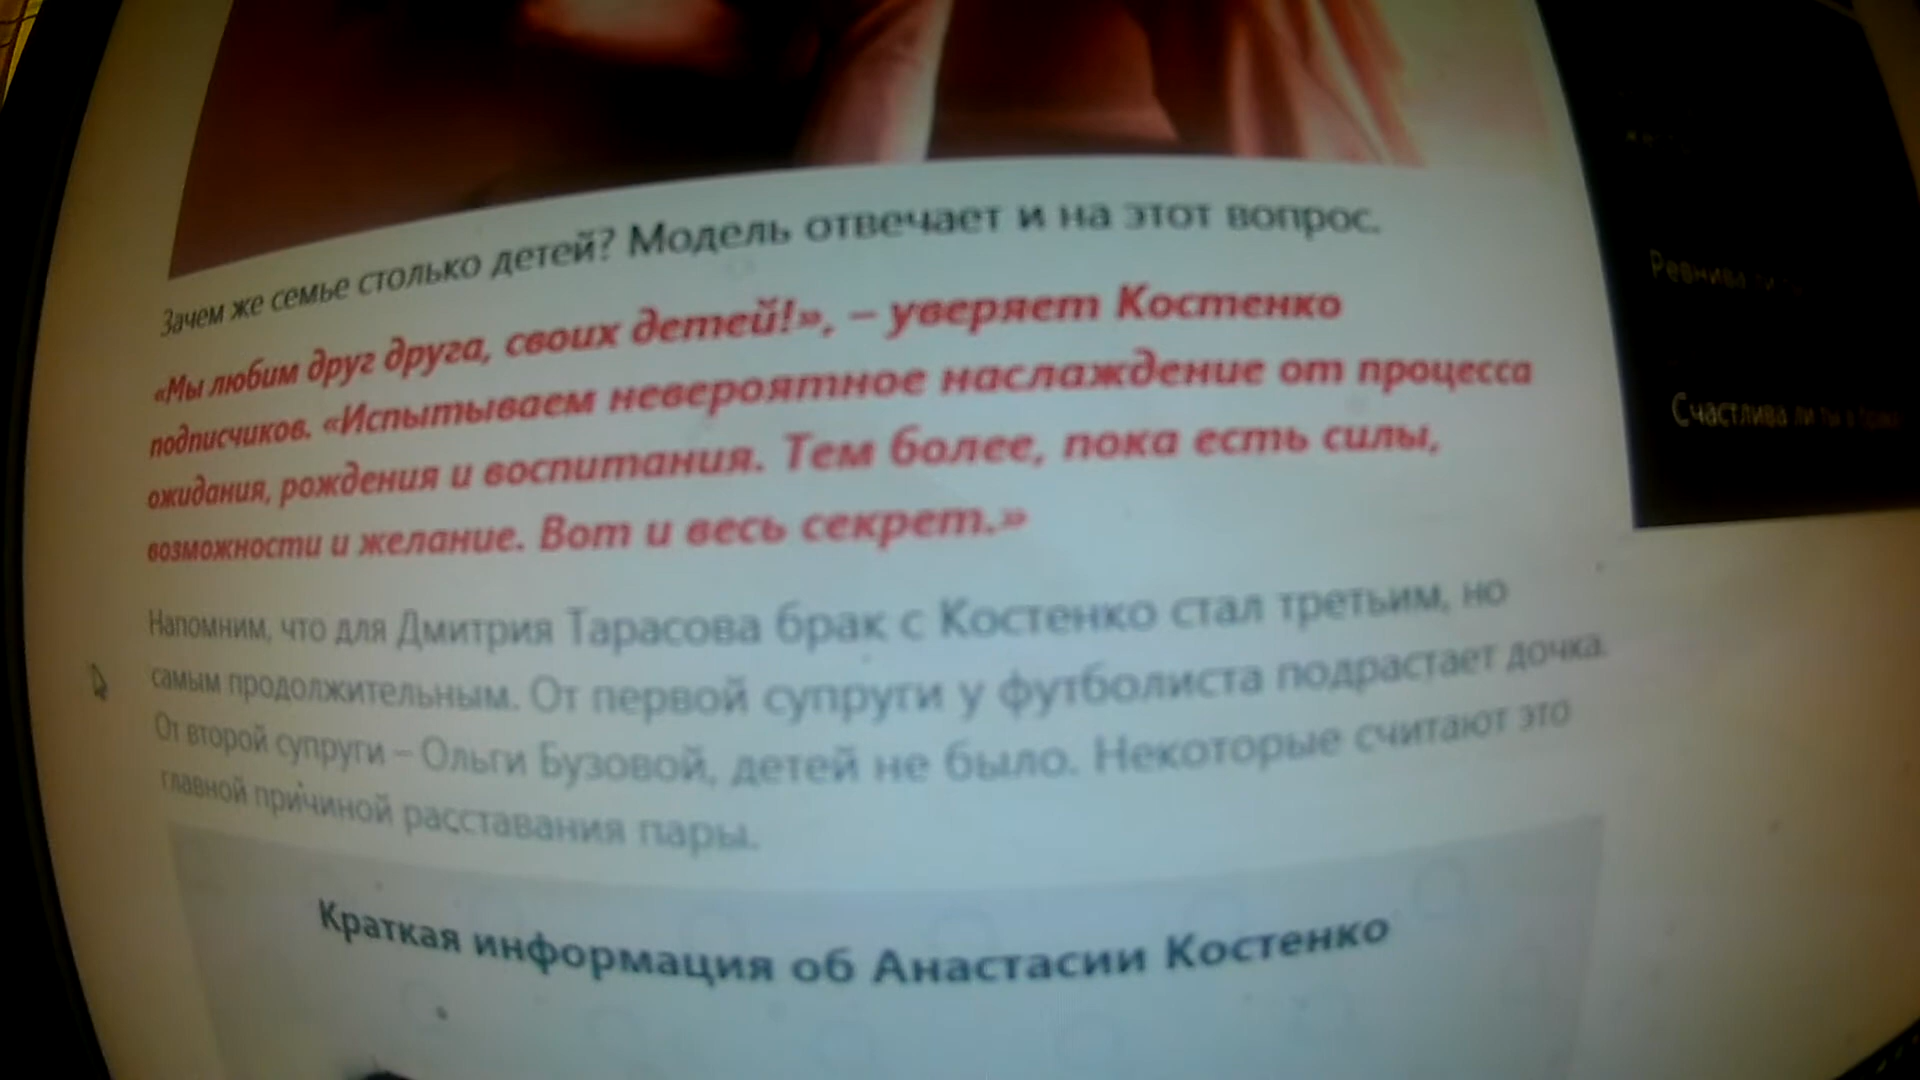 Зачем же семье столько детей? Модель отвечает и на этот вопрос.
«Мы любим друг друга, своих детей!», – уверяет Костенко
подписчиков. «Испытываем невероятное наслаждение от процесса
ожидания, рождения и воспитания. Тем более, пока есть силы,
возможности и желание. Вот и весь секрет.»
Напомним, что для Дмитрия Тарасова брак с Костенко стал третьим, но
самым продолжительным. От первой супруги у футболиста подрастает дочка.
От второй супруги – Ольги Бузовой, детей не было. Некоторые считают это
главной причиной расставания пары.
Краткая информация об Анастасии Костенко
Ревнива ли
Счастлива ли ты в